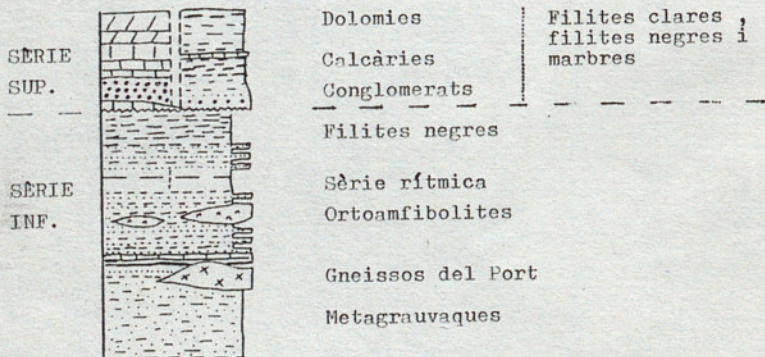 Dolomies
Filites clares ,
filites negres i
marbres
SÈRIE
SUP.
Calcàries
Conglomerats
Filites negres
SÈRIE
INF.
Sèrie rítmica
Ortoamfibolites
Gneissos del Port
Metagrauvaques